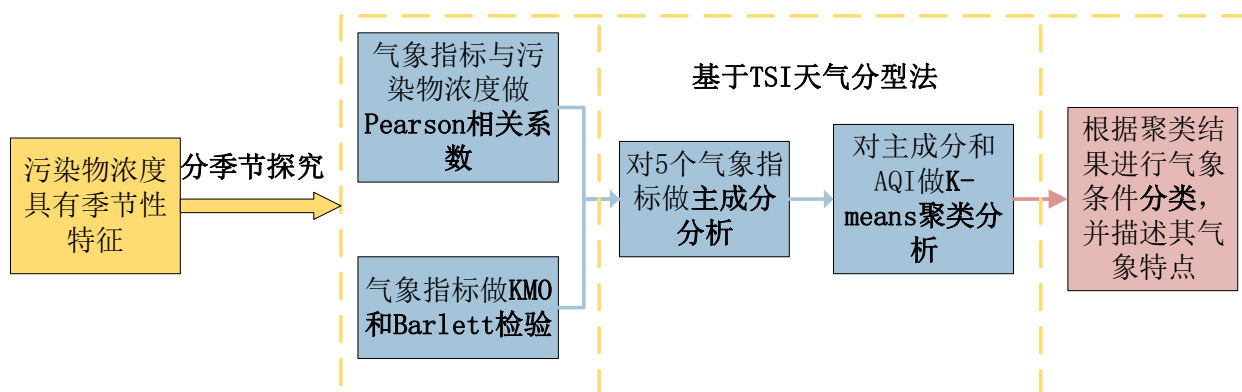 污染物浓度
具有季节性
特征
分季节探究
气象指标与污
染物浓度做
Pearson相关系
数
气象指标做KMO
和Barlett检验
基于TSI天气分型法
对5个气象指
标做主成分
分析
对主成分和
AQI做K-
means聚类分
析
根据聚类结
果进行气象
条件分类，
并描述其气
象特点